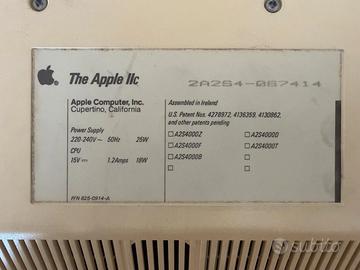 The Apple IIc
2A2S4-067414
Apple Computer, Inc.
Cupertino, California
Power Supply
220-240V~ 50Hz 25W
CPU
15V 1.2Amps 18W
FFN 825-0914-A
Assembled in Ireland
U.S. Patent Nos. 4278972, 4136359, 4130862,
and other patents pending
A2S4000Z A2S4000D
A2S4000F A2S4000T
A2S4000B
subito